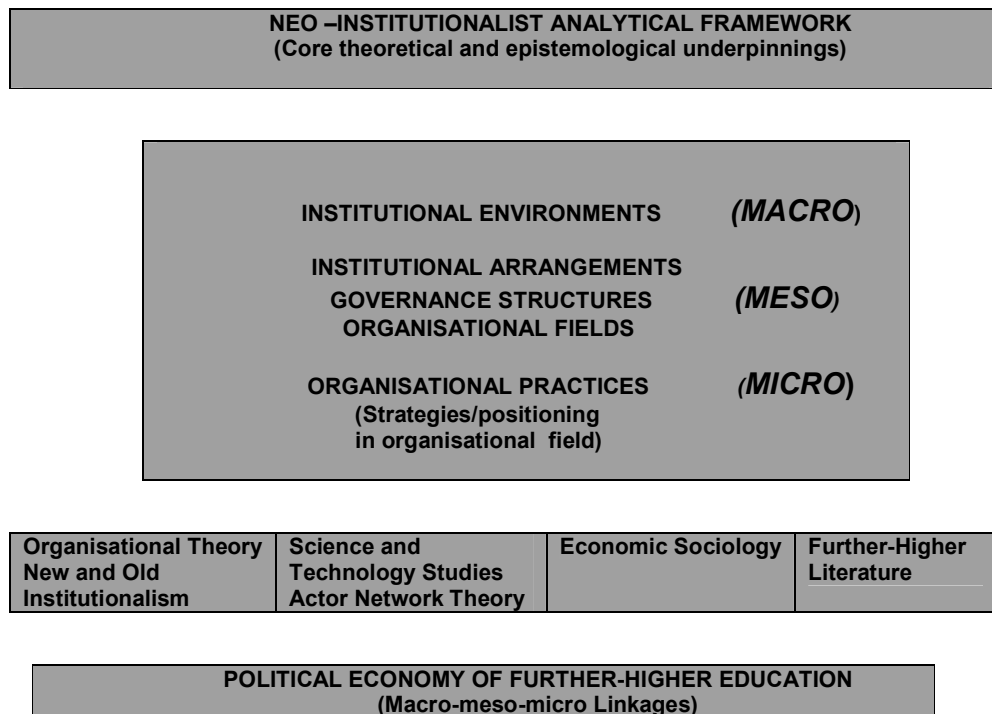 NEO –INSTITUTIONALIST ANALYTICAL FRAMEWORK
(Core theoretical and epistemological underpinnings)
INSTITUTIONAL ENVIRONMENTS (MACRO)
INSTITUTIONAL ARRANGEMENTS
GOVERNANCE STRUCTURES (MESO)
ORGANISATIONAL FIELDS
ORGANISATIONAL PRACTICES (MICRO)
(Strategies/positioning
in organisational field)
Organisational Theory
New and Old
Institutionalism
Science and
Technology Studies
Actor Network Theory
Economic Sociology
Further-Higher
Literature
POLITICAL ECONOMY OF FURTHER-HIGHER EDUCATION
(Macro-meso-micro Linkages)